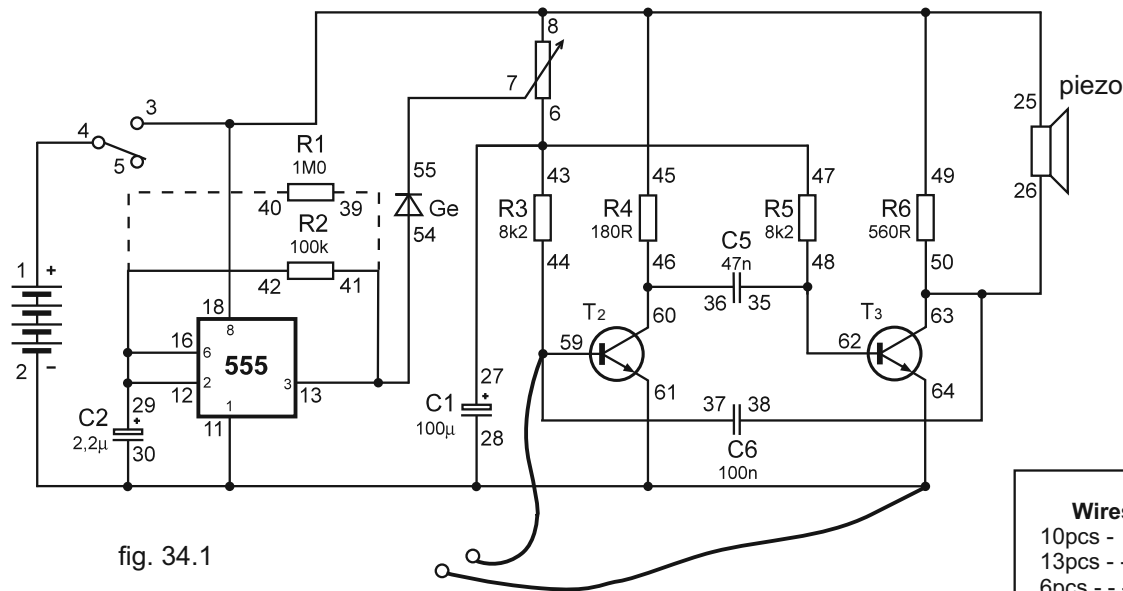 8
7
6
3
4
5
R1
1M0
40
39
R2
100k
42
41
55
Ge
54
43
R3
8k2
44
45
R4
180R
46
C5
47n
36
35
47
R5
8k2
48
49
R6
560R
50
25
piezo
26
1
+
2
−
18
8
16
6
555
2
3
12
13
1
11
29
+
C2
2,2µ
30
27
+
C1
100µ
28
T2
59
60
61
T3
62
63
64
37
38
C6
100n
fig. 34.1
Wires
10pcs -
13pcs - -
6pcs - - -